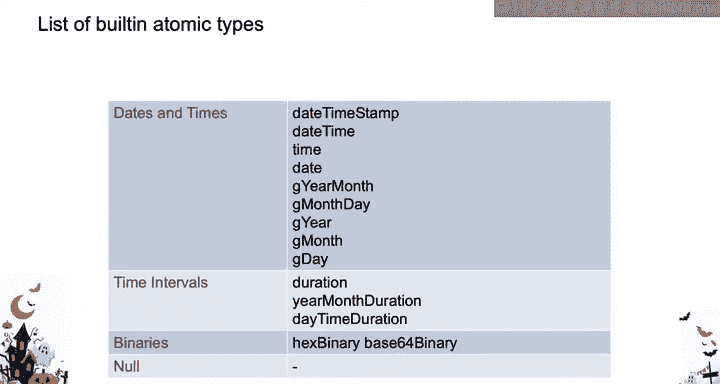 List of builtin atomic types
Dates and Times
dateTimeStamp
dateTime
time
date
gYearMonth
gMonthDay
gYear
gMonth
gDay
Time Intervals
duration
yearMonthDuration
dayTimeDuration
Binaries
hexBinary base64Binary
Null
-